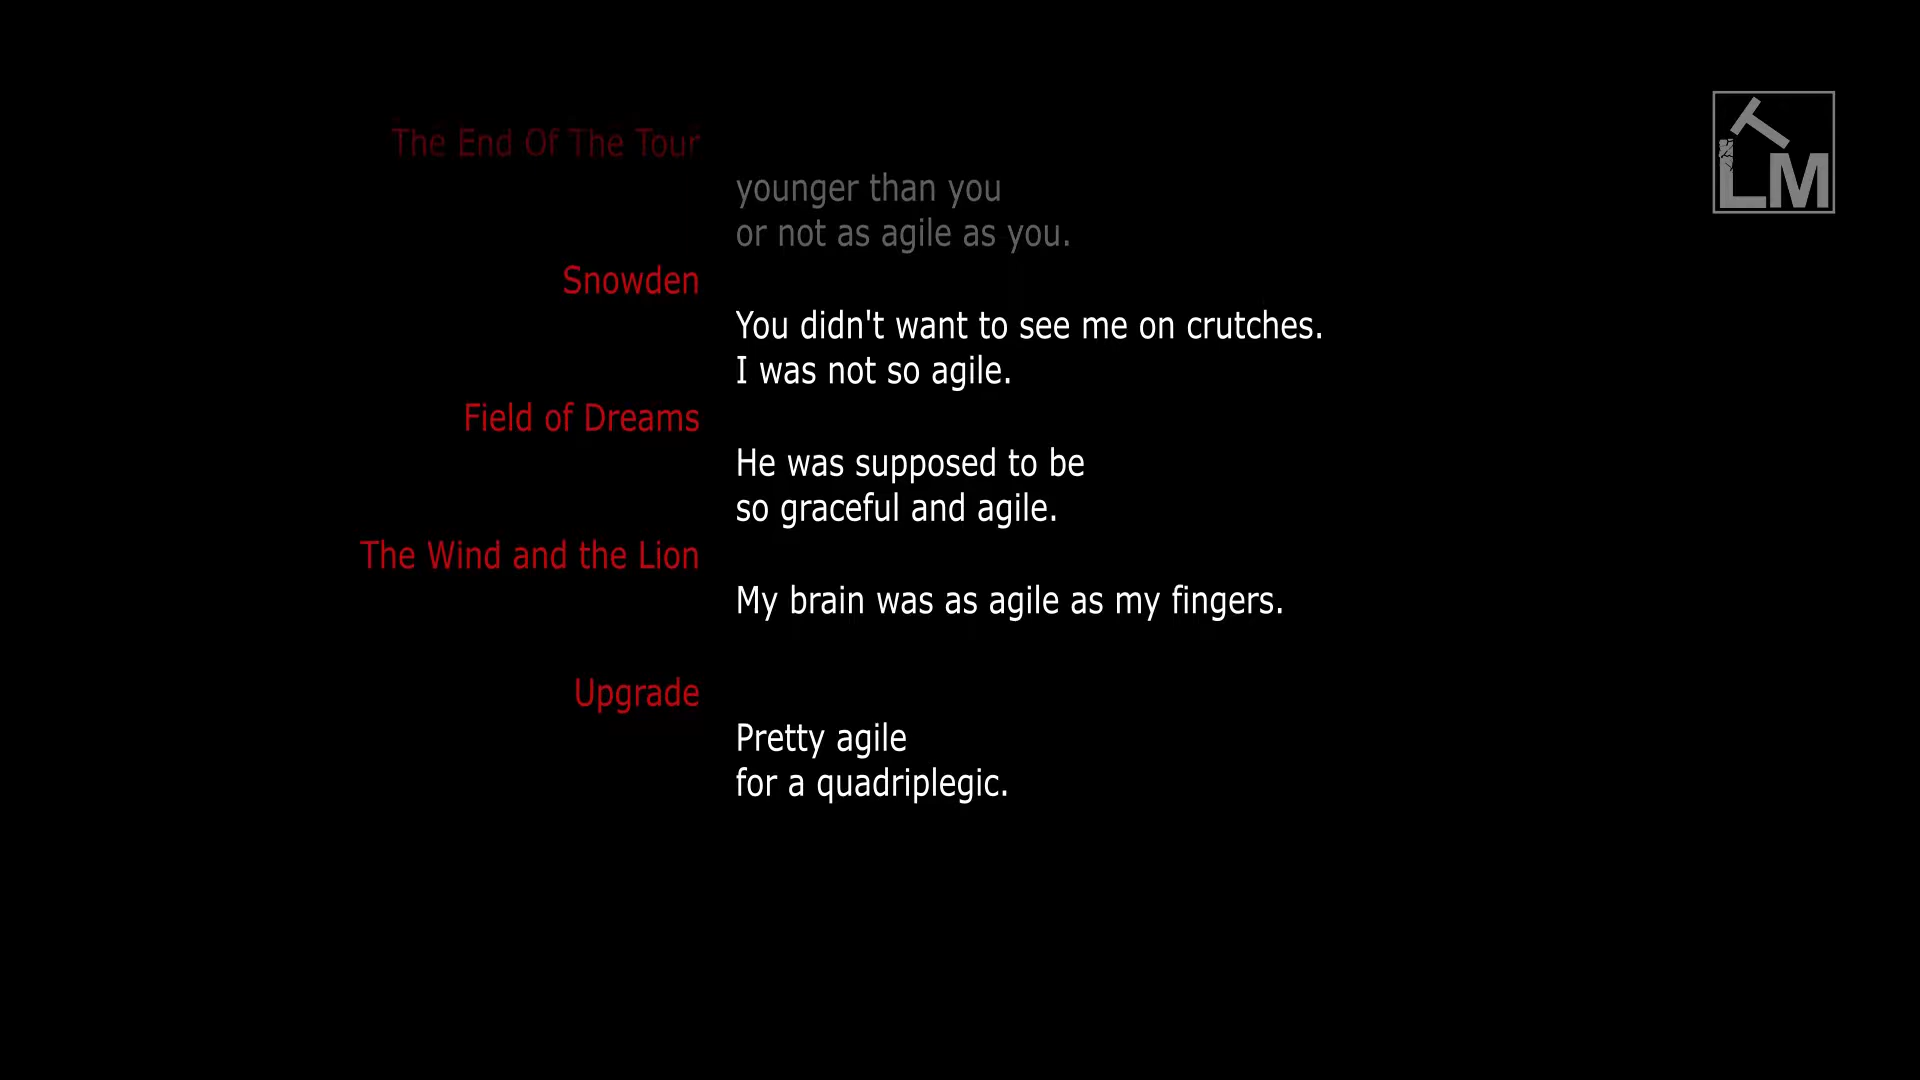 The End Of The Tour
younger than you
or not as agile as you.
Snowden
You didn't want to see me on crutches.
I was not so agile.
Field of Dreams
He was supposed to be
so graceful and agile.
The Wind and the Lion
My brain was as agile as my fingers.
Upgrade
Pretty agile
for a quadriplegic.
TLM